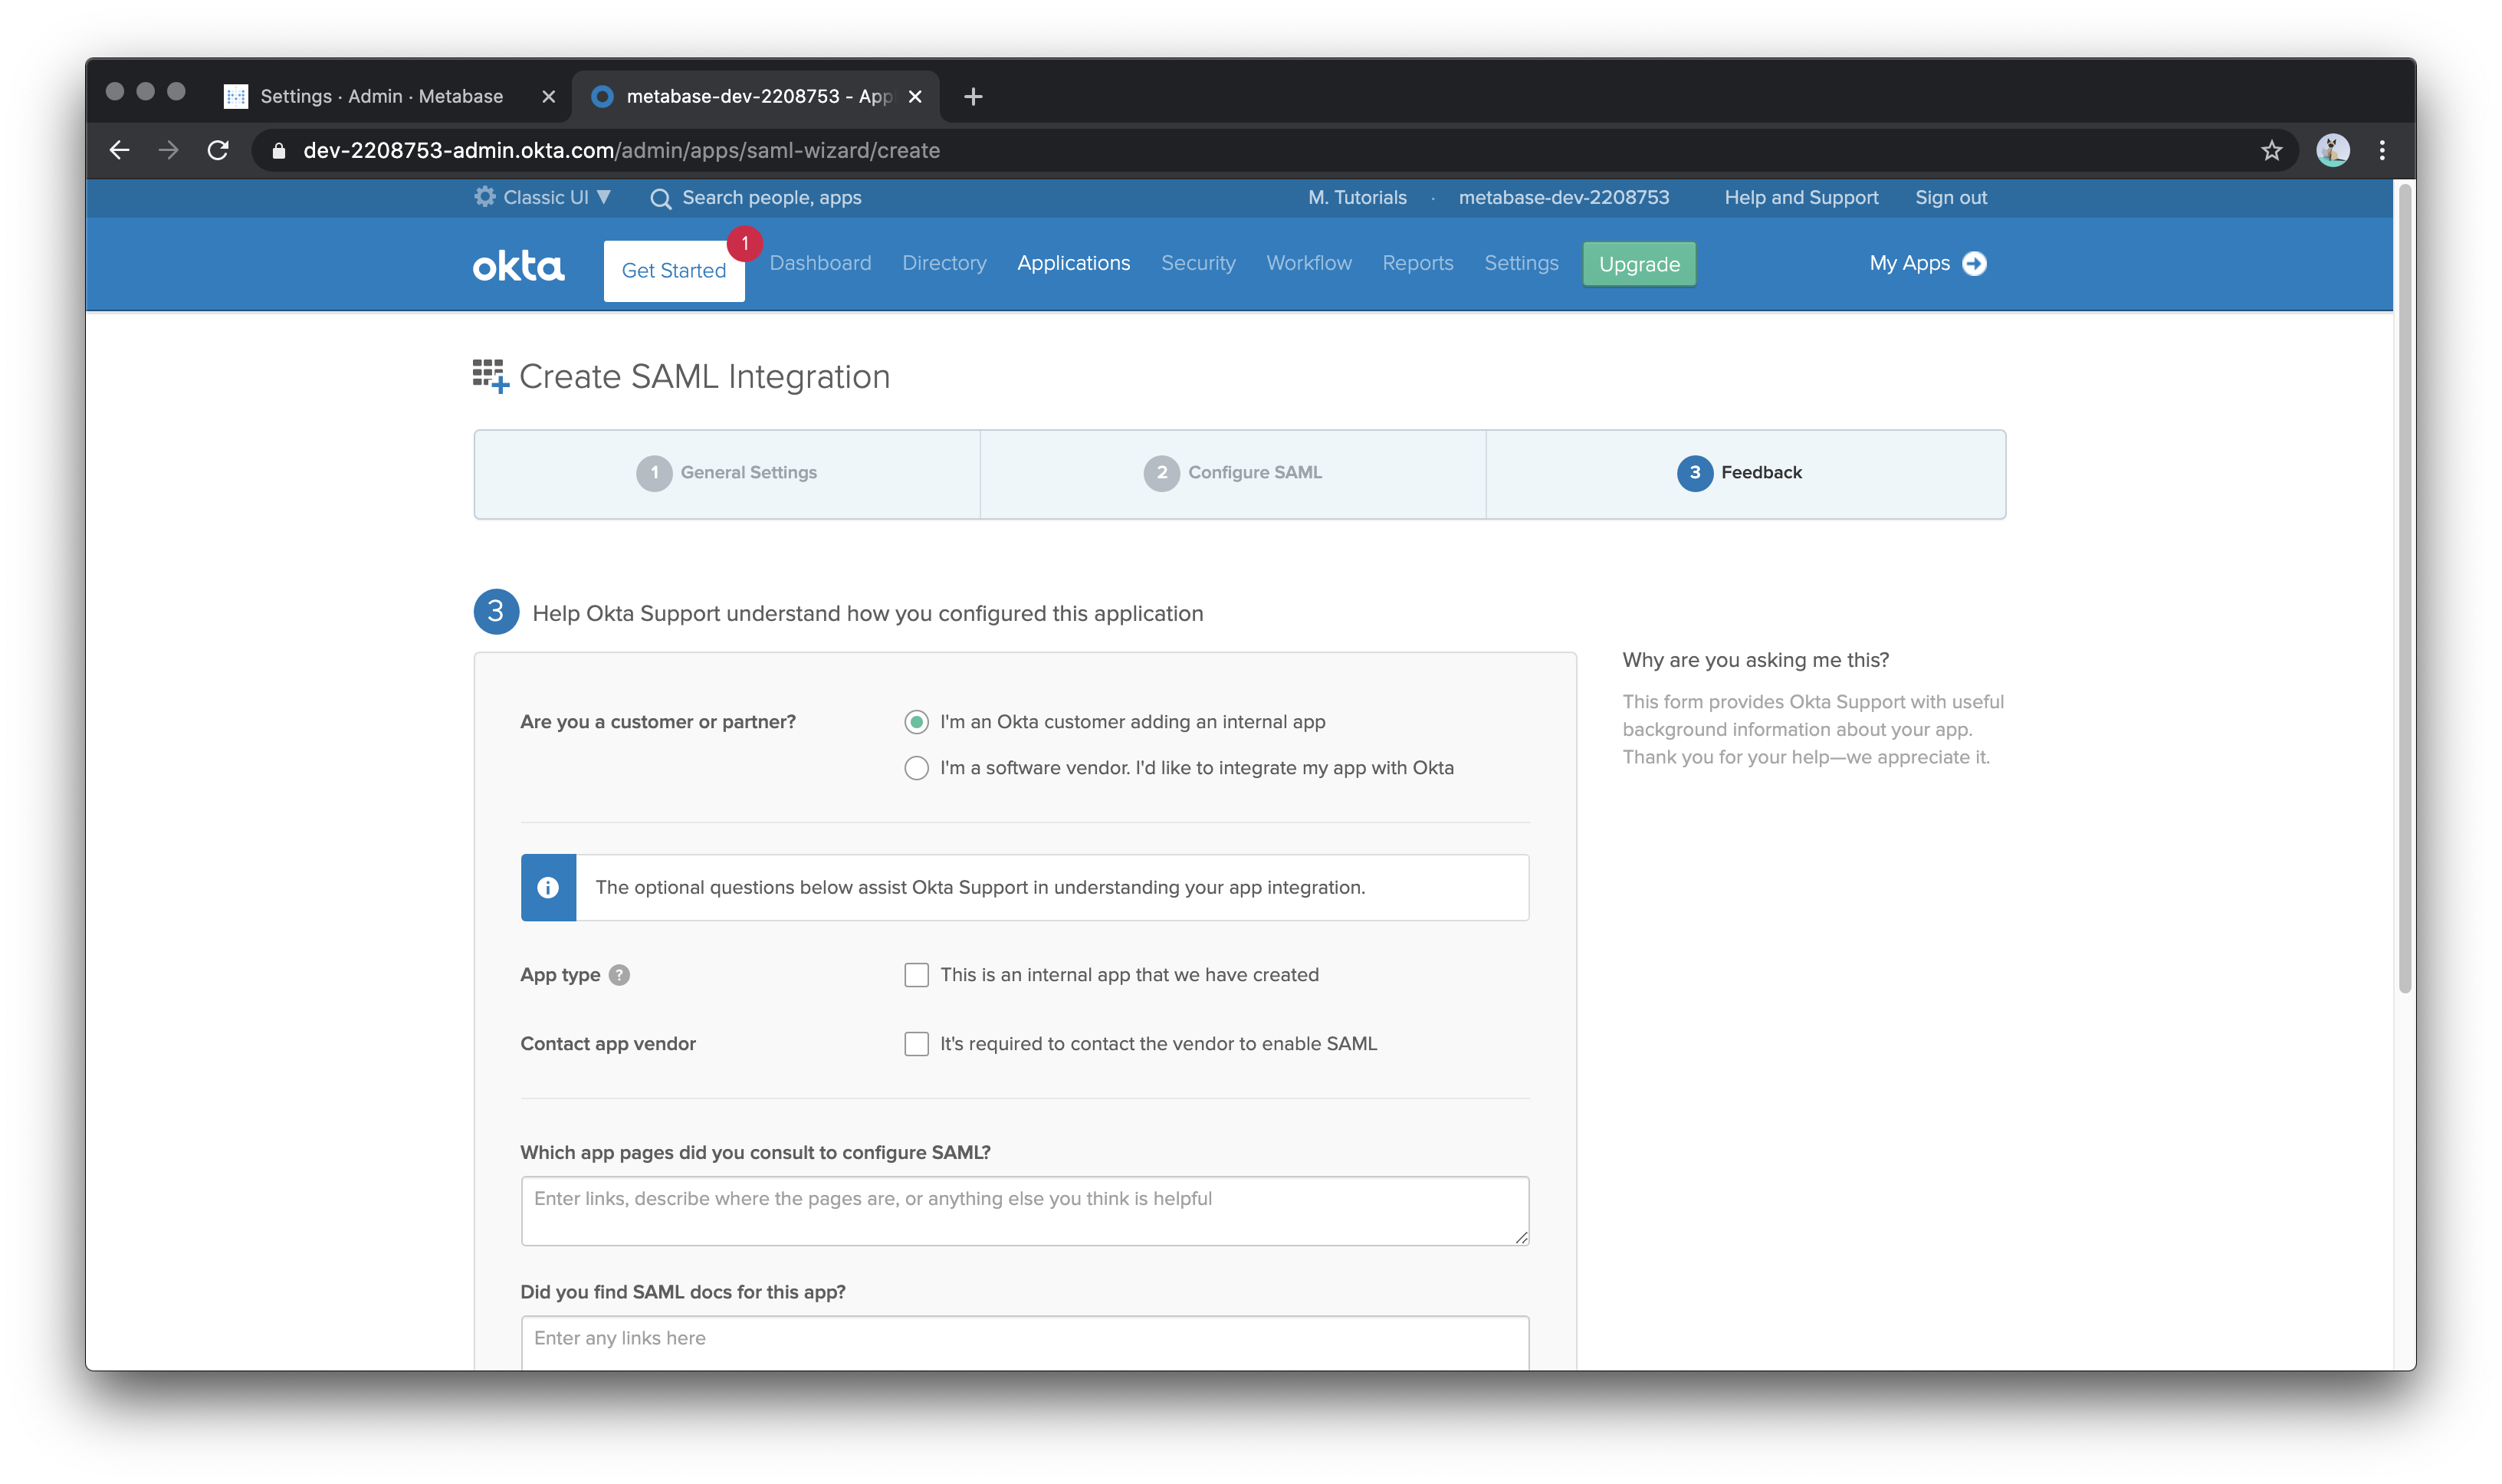 Settings · Admin · Metabase
metabase-dev-2208753 - App
dev-2208753-admin.okta.com/admin/apps/saml-wizard/create
Classic UI
Search people, apps
M. Tutorials · metabase-dev-2208753
Help and Support
Sign out
okta
Get Started
1
Dashboard
Directory
Applications
Security
Workflow
Reports
Settings
Upgrade
My Apps
Create SAML Integration
1 General Settings
2 Configure SAML
3 Feedback
3 Help Okta Support understand how you configured this application
Are you a customer or partner?
I'm an Okta customer adding an internal app
I'm a software vendor. I'd like to integrate my app with Okta
The optional questions below assist Okta Support in understanding your app integration.
App type ?
This is an internal app that we have created
Contact app vendor
It's required to contact the vendor to enable SAML
Which app pages did you consult to configure SAML?
Enter links, describe where the pages are, or anything else you think is helpful
Did you find SAML docs for this app?
Enter any links here
Why are you asking me this?
This form provides Okta Support with useful
background information about your app.
Thank you for your help—we appreciate it.